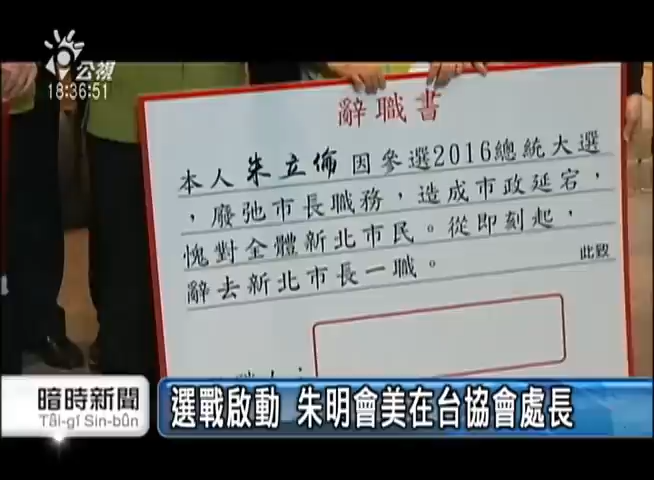 公視
18:36:51
辭職書
本人朱立倫因參選2016總統大選
，廢弛市長職務，造成市政延宕，
愧對全體新北市民。從即刻起，
辭去新北市長一職。
此致
暗時新聞
Tâi-gí Sin-bûn
選戰啟動 朱明會美在台協會處長